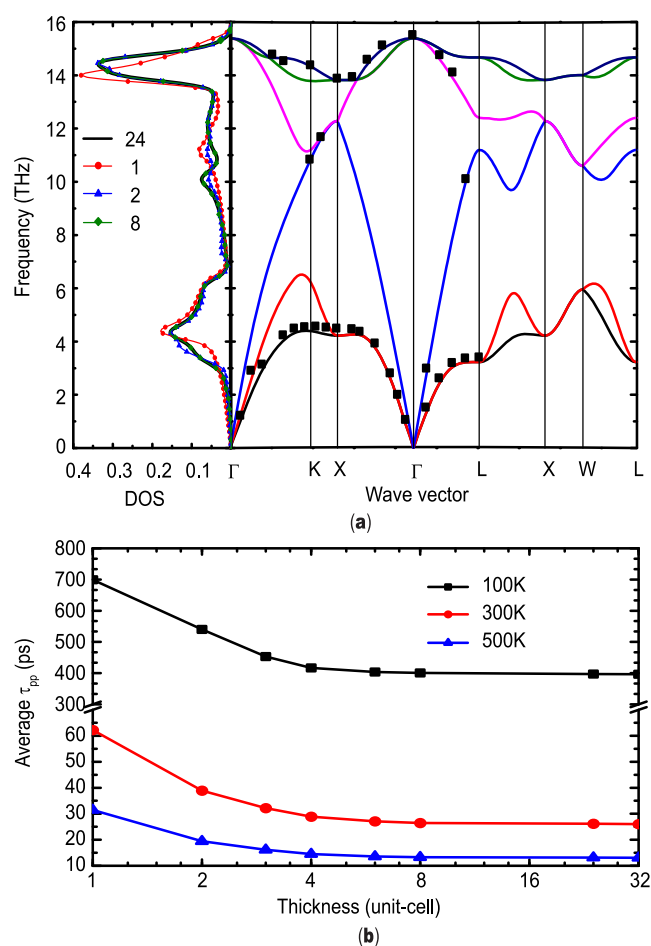 16
14
12
10
8
6
4
2
0
Frequency (THz)
24
1
2
8
0.4 0.3 0.2 0.1 Γ K X Γ L X W L
DOS Wave vector
(a)
800
700
600
500
400
300
60
50
40
30
20
10
Average τpp (ps)
100K
300K
500K
1 2 4 8 16 32
Thickness (unit-cell)
(b)